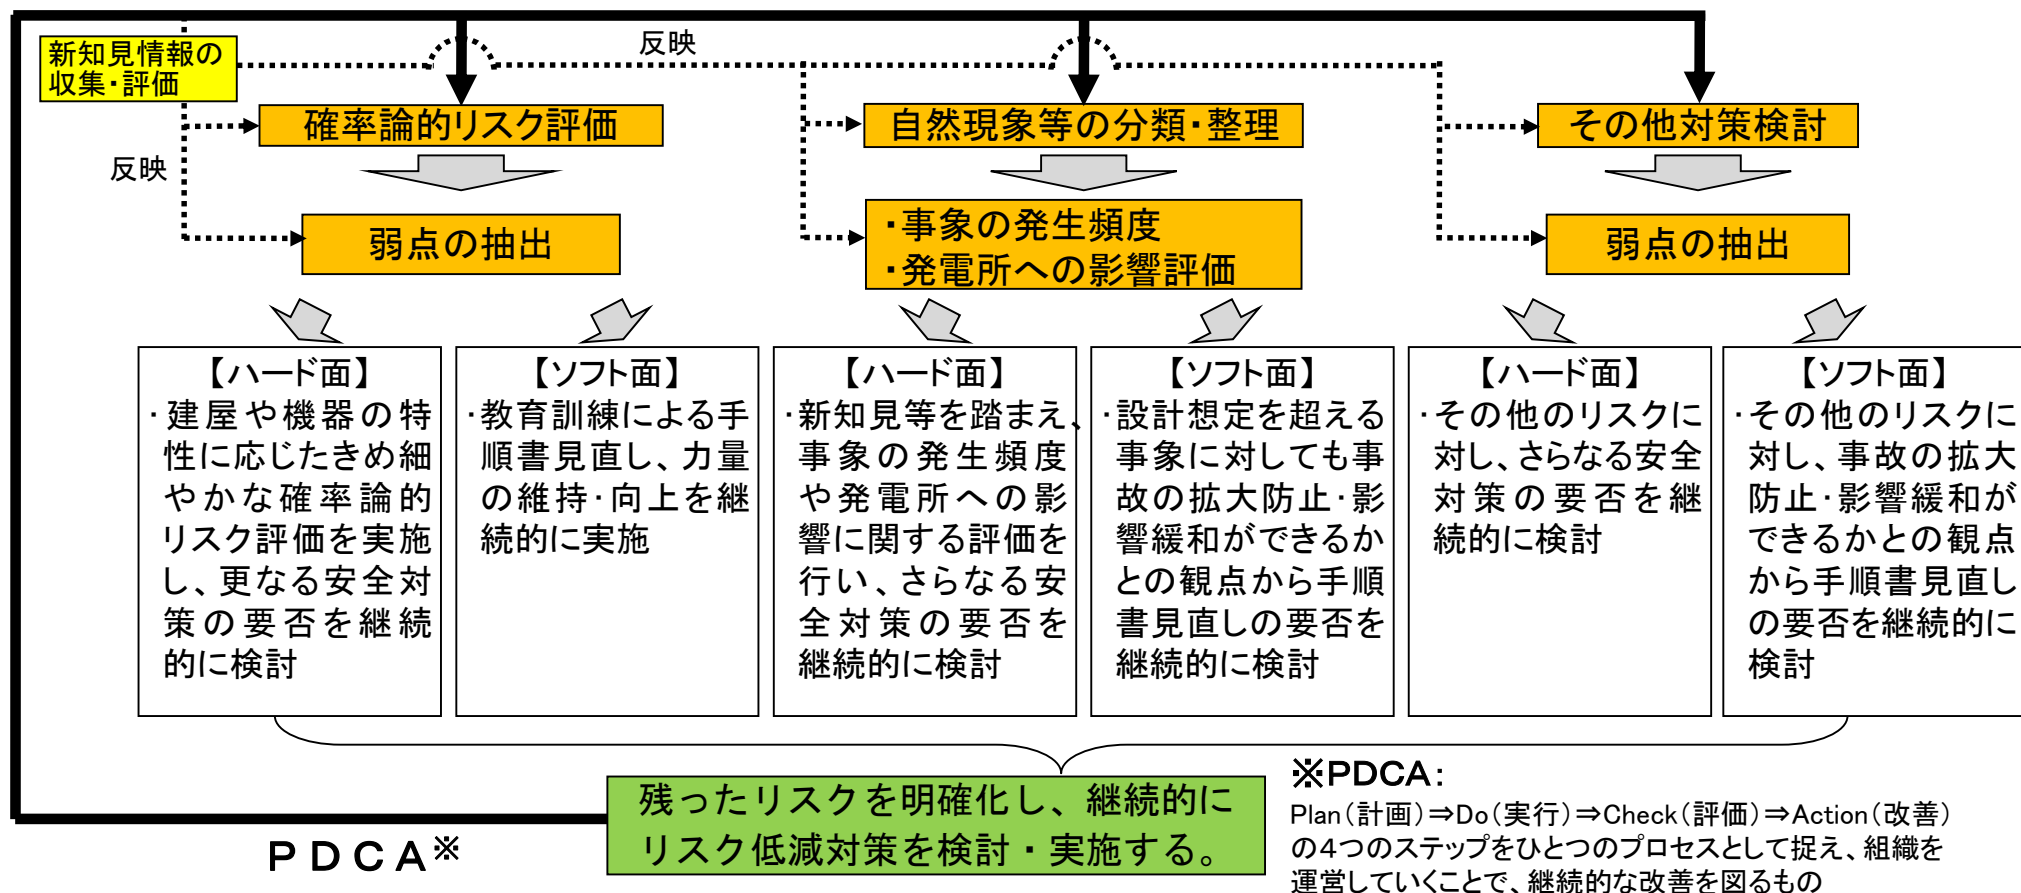 新知見情報の
収集・評価
反映
反映
確率論的リスク評価
自然現象等の分類・整理
その他対策検討
弱点の抽出
・事象の発生頻度
・発電所への影響評価
弱点の抽出
【ハード面】
・建屋や機器の特
性に応じたきめ細
やかな確率論的
リスク評価を実施
し、更なる安全対
策の要否を継続
的に検討
【ソフト面】
・教育訓練による手
順書見直し、力量
の維持・向上を継
続的に実施
【ハード面】
・新知見等を踏まえ、
事象の発生頻度
や発電所への影
響に関する評価を
行い、さらなる安
全対策の要否を
継続的に検討
【ソフト面】
・設計想定を超える
事象に対しても事
故の拡大防止・影
響緩和ができるか
との観点から手順
書見直しの要否を
継続的に検討
【ハード面】
・その他のリスクに
対し、さらなる安全
対策の要否を継
続的に検討
【ソフト面】
・その他のリスクに
対し、事故の拡大
防止・影響緩和が
できるかとの観点
から手順書見直し
の要否を継続的に
検討
残ったリスクを明確化し、継続的に
リスク低減対策を検討・実施する。
ＰＤＣＡ※
※PDCA：
Plan（計画）⇒Do（実行）⇒Check（評価）⇒Action（改善）
の４つのステップをひとつのプロセスとして捉え、組織を
運営していくことで、継続的な改善を図るもの